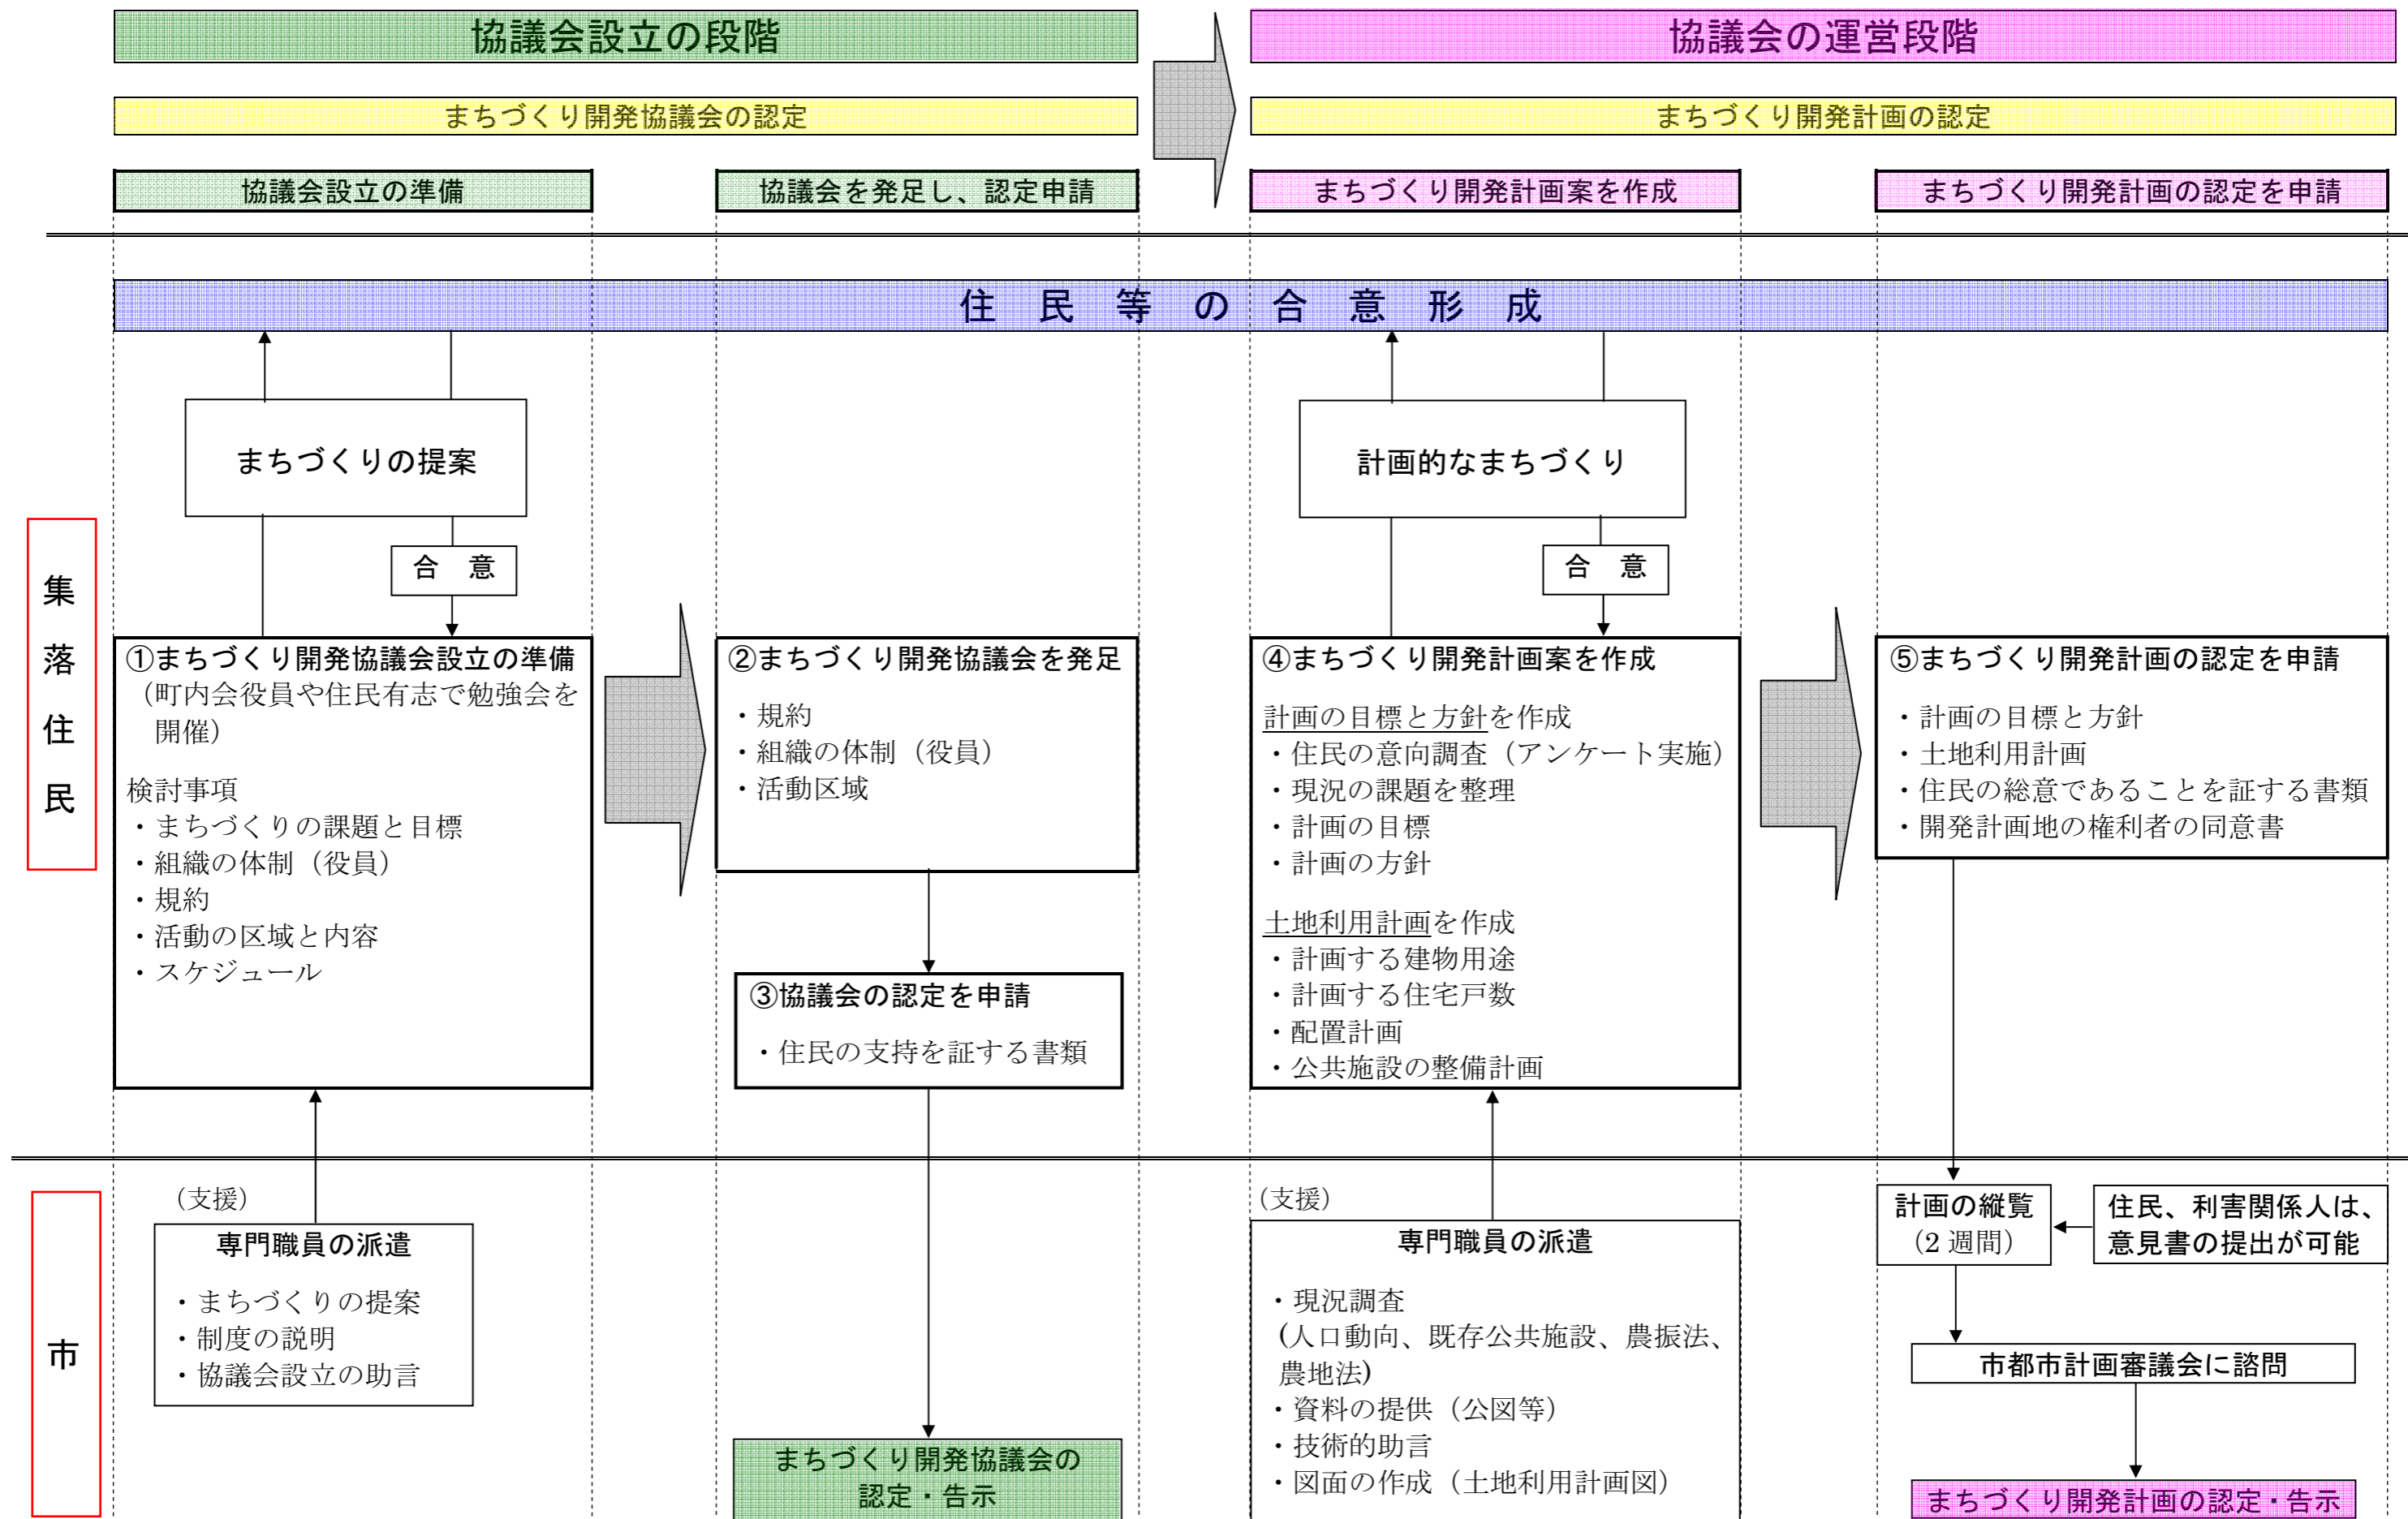 協議会設立の段階
協議会の運営段階
まちづくり開発協議会の認定
まちづくり開発計画の認定
協議会設立の準備
協議会を発足し、認定申請
まちづくり開発計画案を作成
まちづくり開発計画の認定を申請
住民等の合意形成
集落住民
まちづくりの提案
合意
①まちづくり開発協議会設立の準備
（町内会役員や住民有志で勉強会を
開催）
検討事項
・まちづくりの課題と目標
・組織の体制（役員）
・規約
・活動の区域と内容
・スケジュール
②まちづくり開発協議会を発足
・規約
・組織の体制（役員）
・活動区域
③協議会の認定を申請
・住民の支持を証する書類
計画的なまちづくり
合意
④まちづくり開発計画案を作成
計画の目標と方針を作成
・住民の意向調査（アンケート実施）
・現況の課題を整理
・計画の目標
・計画の方針
土地利用計画を作成
・計画する建物用途
・計画する住宅戸数
・配置計画
・公共施設の整備計画
⑤まちづくり開発計画の認定を申請
・計画の目標と方針
・土地利用計画
・住民の総意であることを証する書類
・開発計画地の権利者の同意書
市
（支援）
専門職員の派遣
・まちづくりの提案
・制度の説明
・協議会設立の助言
まちづくり開発協議会の
認定・告示
（支援）
専門職員の派遣
・現況調査
(人口動向、既存公共施設、農振法、
農地法)
・資料の提供（公図等）
・技術的助言
・図面の作成（土地利用計画図）
計画の縦覧
（2 週間）
住民、利害関係人は、
意見書の提出が可能
市都市計画審議会に諮問
まちづくり開発計画の認定・告示